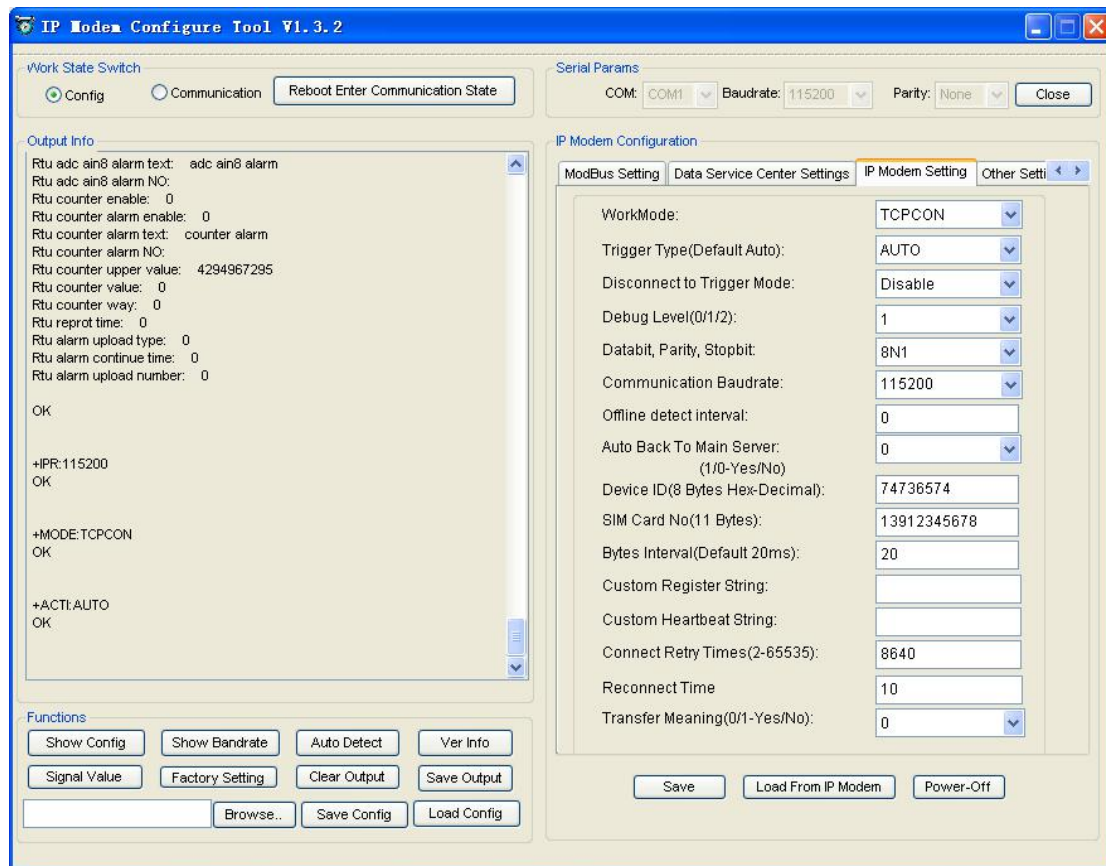 IP Modem Configure Tool V1.3.2
Work State Switch
Config
Communication
Reboot Enter Communication State
Serial Params
COM: COM1
Baudrate: 115200
Parity: None
Close
Output Info
Rtu adc ain8 alarm text: adc ain8 alarm
Rtu adc ain8 alarm NO:
Rtu counter enable: 0
Rtu counter alarm enable: 0
Rtu counter alarm text: counter alarm
Rtu counter alarm NO:
Rtu counter upper value: 4294967295
Rtu counter value: 0
Rtu counter way: 0
Rtu reprot time: 0
Rtu alarm upload type: 0
Rtu alarm continue time: 0
Rtu alarm upload number: 0
OK
+IPR:115200
OK
+MODE:TCPCON
OK
+ACTI:AUTO
OK
Functions
Show Config
Show Bandrate
Auto Detect
Ver Info
Signal Value
Factory Setting
Clear Output
Save Output
Browse..
Save Config
Load Config
IP Modem Configuration
ModBus Setting
Data Service Center Settings
IP Modem Setting
Other Setti
WorkMode: TCPCON
Trigger Type(Default Auto): AUTO
Disconnect to Trigger Mode: Disable
Debug Level(0/1/2): 1
Databit, Parity, Stopbit: 8N1
Communication Baudrate: 115200
Offline detect interval: 0
Auto Back To Main Server: 0
(1/0-Yes/No)
Device ID(8 Bytes Hex-Decimal): 74736574
SIM Card No(11 Bytes): 13912345678
Bytes Interval(Default 20ms): 20
Custom Register String:
Custom Heartbeat String:
Connect Retry Times(2-65535): 8640
Reconnect Time 10
Transfer Meaning(0/1-Yes/No): 0
Save
Load From IP Modem
Power-Off